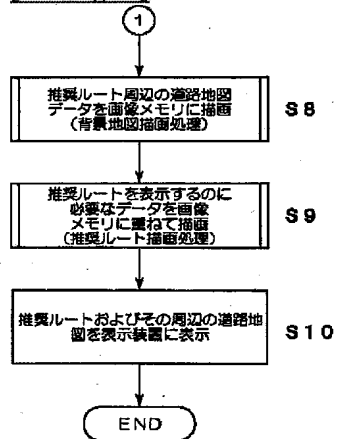 1
推奨ルート周辺の道路地図
データを画像メモリに描画
(背景地図描画処理)
S8
推奨ルートを表示するのに
必要なデータを画像
メモリに重ねて描画
(推奨ルート描画処理)
S9
推奨ルートおよびその周辺の道路地
図を表示装置に表示
S10
END